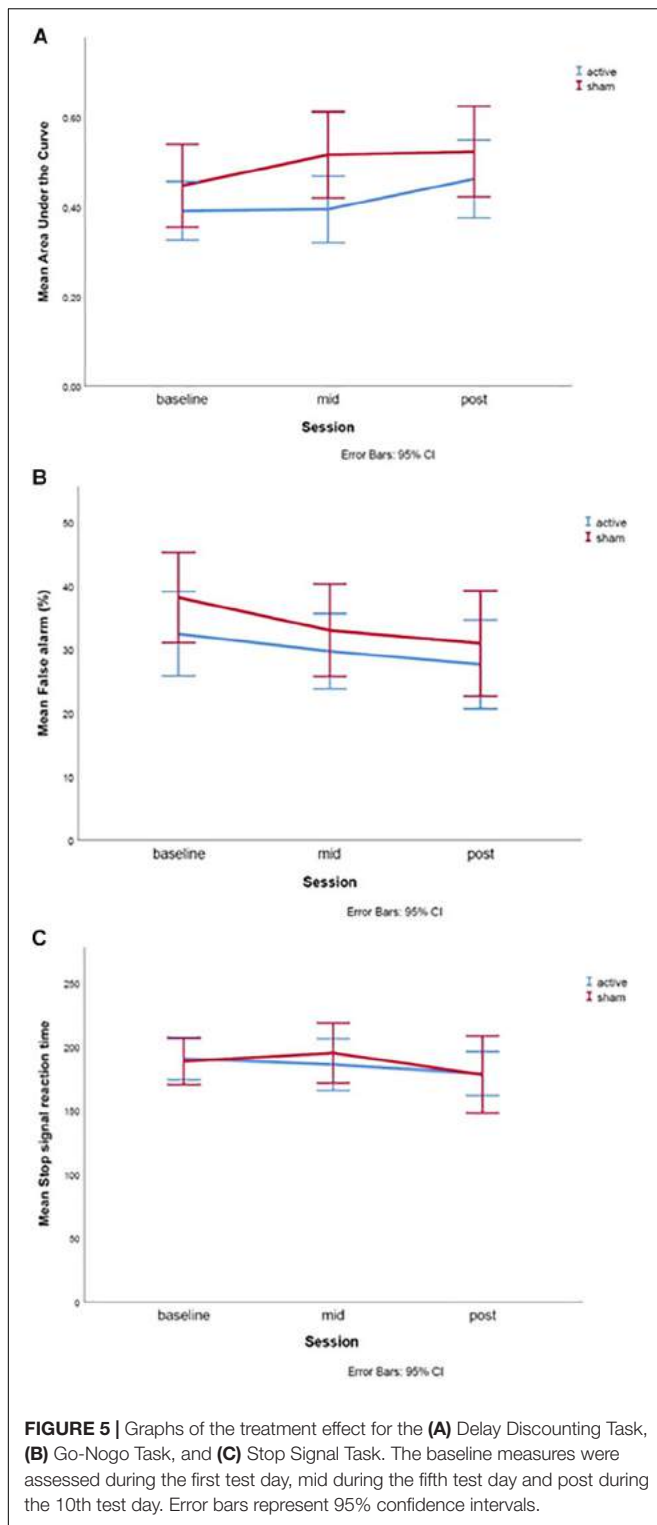 A
active
sham
0.60
0.40
0.20
0.00
Mean Area Under the Curve
baseline mid post
Session
Error Bars: 95% CI
B
active
sham
50
40
30
20
10
0
Mean False alarm (%)
baseline mid post
Session
Error Bars: 95% CI
C
active
sham
250
200
150
100
50
0
Mean Stop signal reaction time
baseline mid post
Session
Error Bars: 95% CI
FIGURE 5 | Graphs of the treatment effect for the (A) Delay Discounting Task,
(B) Go-Nogo Task, and (C) Stop Signal Task. The baseline measures were
assessed during the first test day, mid during the fifth test day and post during
the 10th test day. Error bars represent 95% confidence intervals.